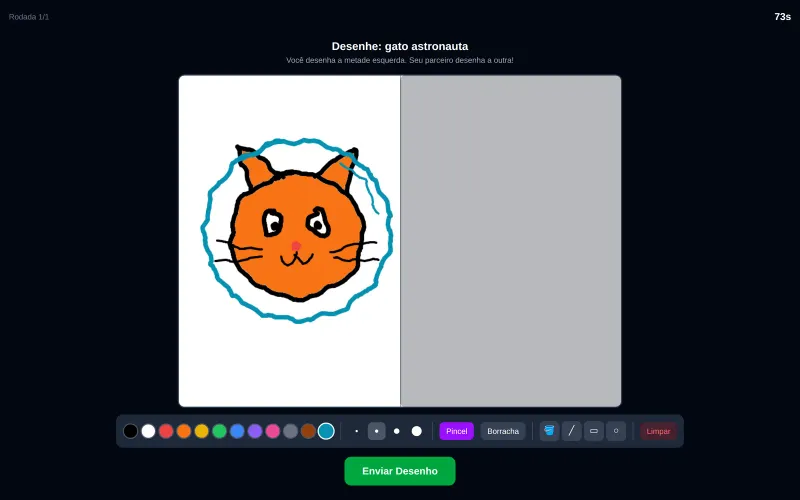 Rodada 1/1
73s
Desenhe: gato astronauta
Você desenha a metade esquerda. Seu parceiro desenha a outra!
Pincel
Borracha
Limpar
Enviar Desenho